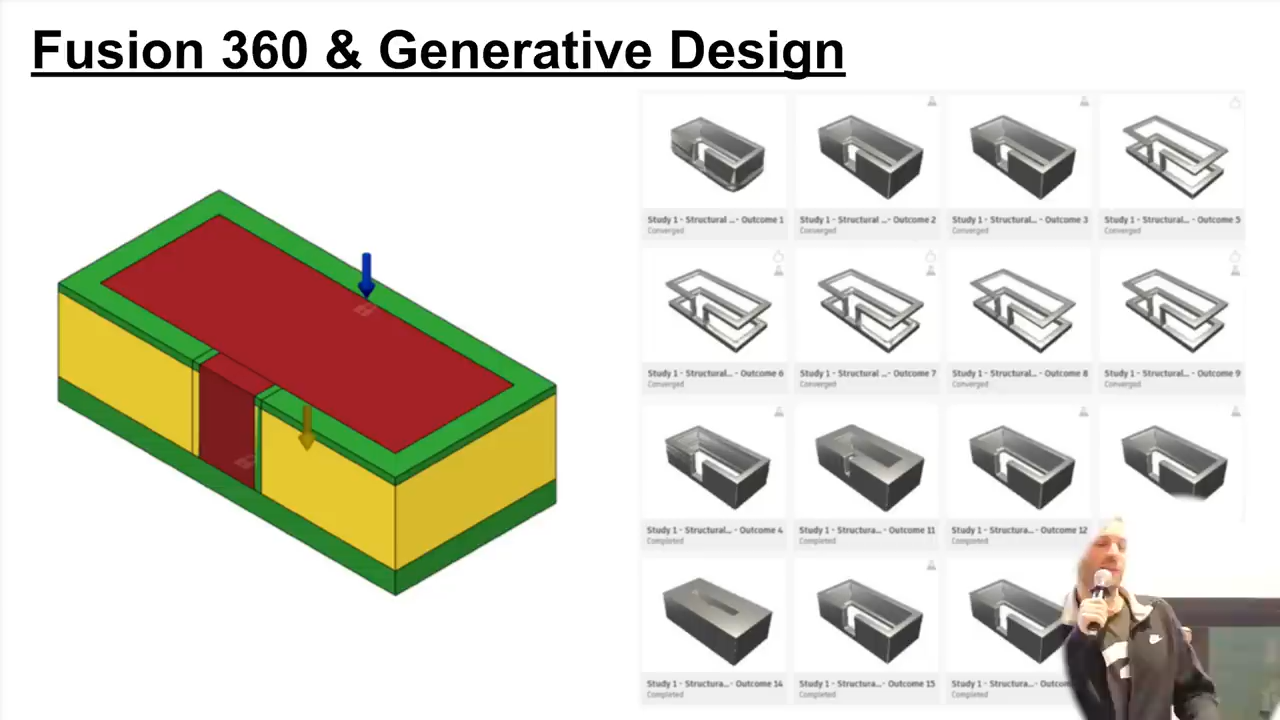 Fusion 360 & Generative Design
Study 1 - Structural ...- Outcome 1
Converged
Study 1 - Structural ...- Outcome 2
Converged
Study 1 - Structural... - Outcome 3
Converged
Study 1 - Structural... - Outcome 5
Converged
Study 1 - Structural... - Outcome 6
Converged
Study 1 - Structural ...- Outcome 7
Converged
Study 1 - Structural... - Outcome 8
Converged
Study 1 - Structural... - Outcome 9
Converged
Study 1 - Structural... - Outcome 4
Completed
Study 1 - Structura... - Outcome 11
Completed
Study 1 - Structura... - Outcome 12
Completed
Study 1 - Structura... - Outcome 14
Completed
Study 1 - Structura...- Outcome 15
Completed
Study 1 - Structura...-
Completed